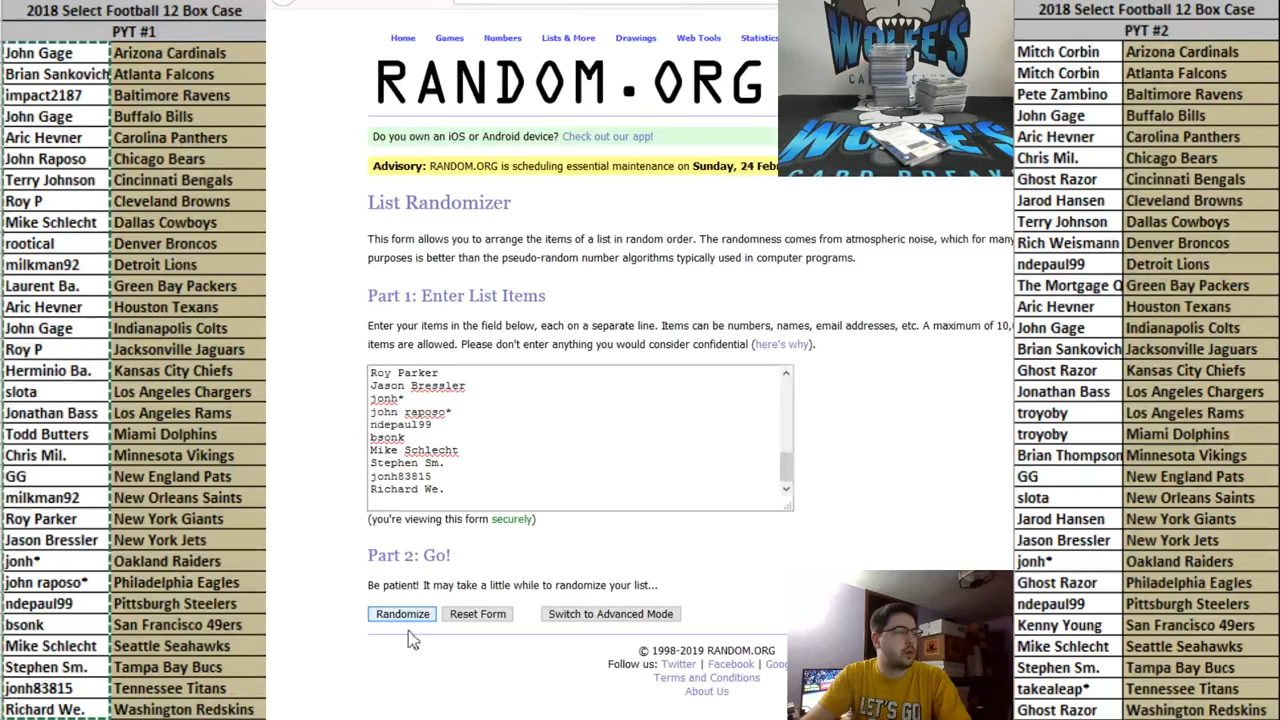 2018 Select Football 12 Box Case
PYT #1
John Gage Arizona Cardinals
Brian Sankovich Atlanta Falcons
impact2187 Baltimore Ravens
John Gage Buffalo Bills
Aric Hevner Carolina Panthers
John Raposo Chicago Bears
Terry Johnson Cincinnati Bengals
Roy P Cleveland Browns
Mike Schlecht Dallas Cowboys
rootical Denver Broncos
milkman92 Detroit Lions
Laurent Ba. Green Bay Packers
Aric Hevner Houston Texans
John Gage Indianapolis Colts
Roy P Jacksonville Jaguars
Herminio Ba. Kansas City Chiefs
slota Los Angeles Chargers
Jonathan Bass Los Angeles Rams
Todd Butters Miami Dolphins
Chris Mil. Minnesota Vikings
GG New England Pats
milkman92 New Orleans Saints
Roy Parker New York Giants
Jason Bressler New York Jets
jonh* Oakland Raiders
john raposo* Philadelphia Eagles
ndepaul99 Pittsburgh Steelers
bsonk San Francisco 49ers
Mike Schlecht Seattle Seahawks
Stephen Sm. Tampa Bay Bucs
jonh83815 Tennessee Titans
Richard We. Washington Redskins
Home Games Numbers Lists & More Drawings Web Tools Statistics
RANDOM.ORG
Do you own an iOS or Android device? Check out our app!
Advisory: RANDOM.ORG is scheduling essential maintenance on Sunday, 24 Feb
List Randomizer
This form allows you to arrange the items of a list in random order. The randomness comes from atmospheric noise, which for many
purposes is better than the pseudo-random number algorithms typically used in computer programs.
Part 1: Enter List Items
Enter your items in the field below, each on a separate line. Items can be numbers, names, email addresses, etc. A maximum of 10,
items are allowed. Please don't enter anything you would consider confidential (here's why).
Roy Parker
Jason Bressler
jonh*
john raposo*
ndepaul99
bsonk
Mike Schlecht
Stephen Sm.
jonh83815
Richard We.
(you're viewing this form securely)
Part 2: Go!
Be patient! It may take a little while to randomize your list...
Randomize Reset Form Switch to Advanced Mode
© 1998-2019 RANDOM.ORG
Follow us: Twitter | Facebook | Goog
Terms and Conditions
About Us
WOLFE'S
WOLFE'S
CARD BREAKS
LET'S GO
2018 Select Football 12 Box Case
PYT #2
Mitch Corbin Arizona Cardinals
Mitch Corbin Atlanta Falcons
Pete Zambino Baltimore Ravens
John Gage Buffalo Bills
Aric Hevner Carolina Panthers
Chris Mil. Chicago Bears
Ghost Razor Cincinnati Bengals
Jarod Hansen Cleveland Browns
Terry Johnson Dallas Cowboys
Rich Weismann Denver Broncos
ndepaul99 Detroit Lions
The Mortgage Q Green Bay Packers
Aric Hevner Houston Texans
John Gage Indianapolis Colts
Brian Sankovich Jacksonville Jaguars
Ghost Razor Kansas City Chiefs
Jonathan Bass Los Angeles Chargers
troyoby Los Angeles Rams
troyoby Miami Dolphins
Brian Thompson Minnesota Vikings
GG New England Pats
slota New Orleans Saints
Jarod Hansen New York Giants
Jason Bressler New York Jets
jonh* Oakland Raiders
Ghost Razor Philadelphia Eagles
ndepaul99 Pittsburgh Steelers
Kenny Young San Francisco 49ers
Mike Schlecht Seattle Seahawks
Stephen Sm. Tampa Bay Bucs
takealeap* Tennessee Titans
Ghost Razor Washington Redskins